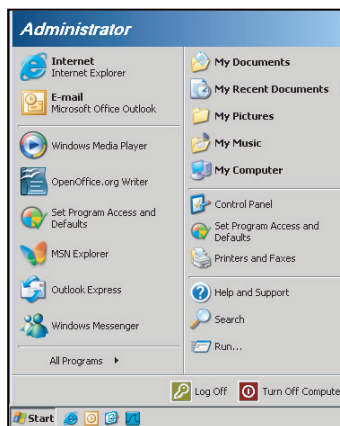 Administrator
Internet
Internet Explorer
E-mail
Microsoft Office Outlook
Windows Media Player
OpenOffice.org Writer
Set Program Access and
Defaults
MSN Explorer
Outlook Express
Windows Messenger
All Programs
My Documents
My Recent Documents
My Pictures
My Music
My Computer
Control Panel
Set Program Access and
Defaults
Printers and Faxes
Help and Support
Search
Run...
Log Off
Turn Off Compute
Start